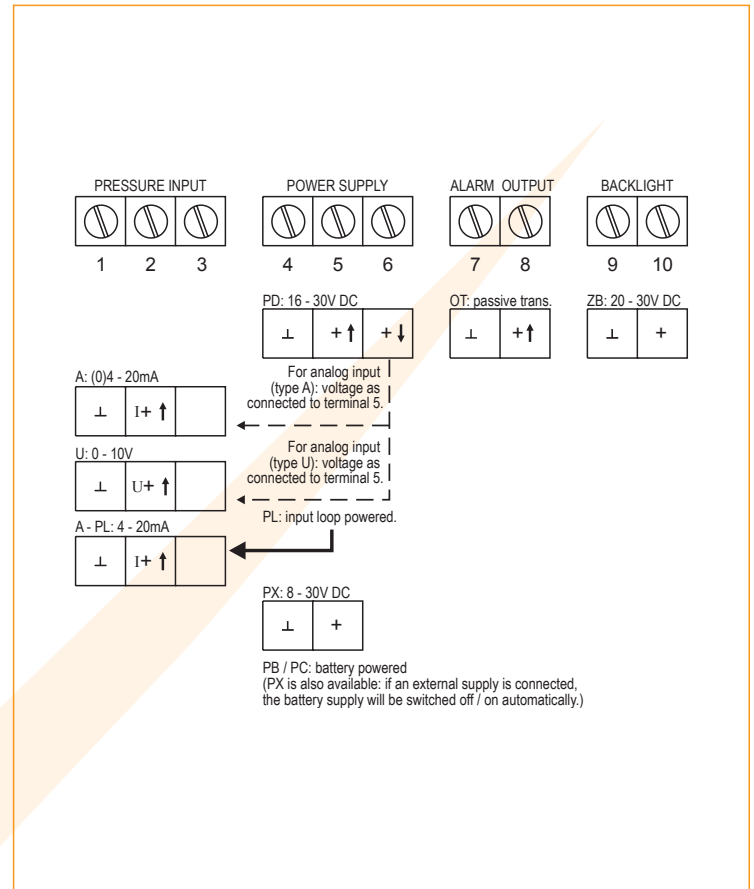 PRESSURE INPUT POWER SUPPLY ALARM OUTPUT BACKLIGHT
1 2 3 4 5 6 7 8 9 10
PD: 16 - 30V DC OT: passive trans. ZB: 20 - 30V DC
⊥ +↑ +↓ ⊥ +↑ ⊥ +
For analog input
(type A): voltage as
connected to terminal 5.
A: (0)4 - 20mA
⊥ I+ ↑
For analog input
(type U): voltage as
connected to terminal 5.
U: 0 - 10V
⊥ U+ ↑
PL: input loop powered.
A - PL: 4 - 20mA
⊥ I+ ↑
PX: 8 - 30V DC
⊥ +
PB / PC: battery powered
(PX is also available: if an external supply is connected,
the battery supply will be switched off / on automatically.)